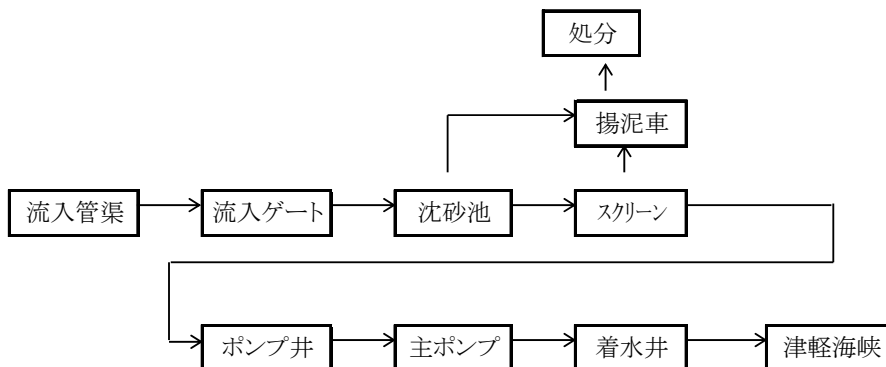 処分
揚泥車
流入管渠
流入ゲート
沈砂池
スクリーン
ポンプ井
主ポンプ
着水井
津軽海峡